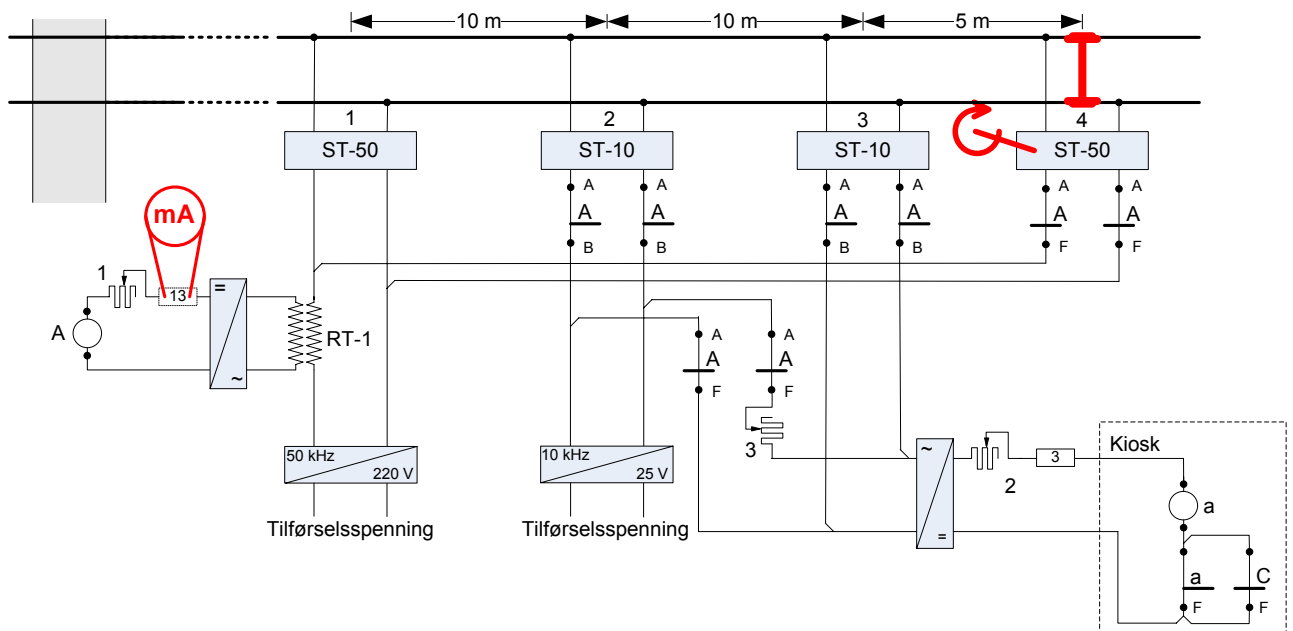 10 m 10 m 5 m
1 2 3 4
ST-50 ST-10 ST-10 ST-50
A A A A
A A A A
B B B B
A A
A A
F F
mA
1
13
=
~
A
RT-1
A A
A A
F F
3
50 kHz
220 V
10 kHz
25 V
Tilførselsspenning Tilførselsspenning
~
=
2
3
Kiosk
a
a C
F F